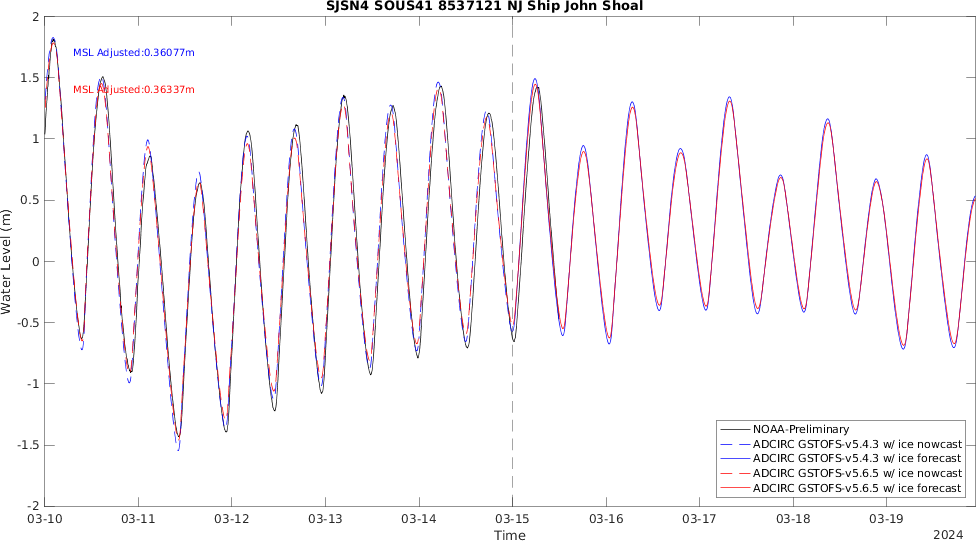 SJSN4 SOUS41 8537121 NJ Ship John Shoal
MSL Adjusted:0.36077m
MSL Adjusted:0.36337m
Water Level (m)
2
1.5
1
0.5
0
-0.5
-1
-1.5
-2
NOAA-Preliminary
ADCIRC GSTOFS-v5.4.3 w/ ice nowcast
ADCIRC GSTOFS-v5.4.3 w/ ice forecast
ADCIRC GSTOFS-v5.6.5 w/ ice nowcast
ADCIRC GSTOFS-v5.6.5 w/ ice forecast
03-10 03-11 03-12 03-13 03-14 03-15 03-16 03-17 03-18 03-19
Time
2024